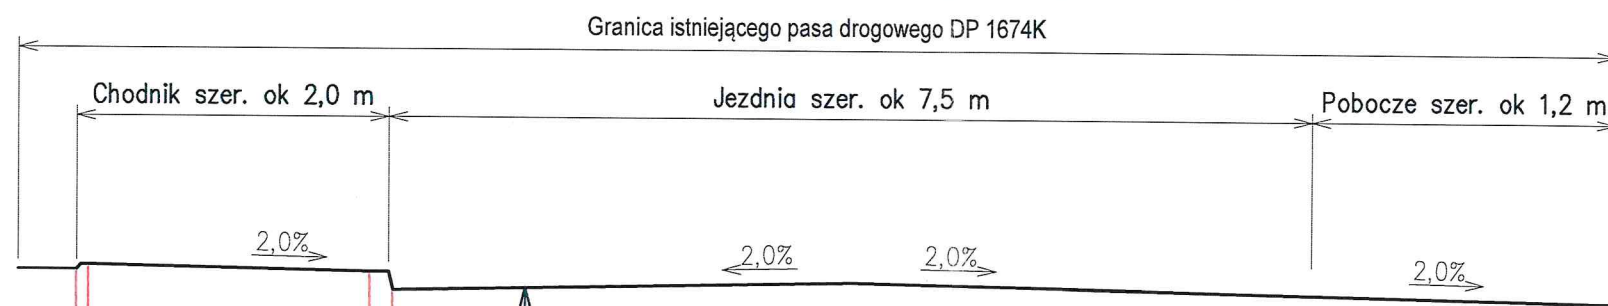 Granica istniejącego pasa drogowego DP 1674K
Chodnik szer. ok 2,0 m
Jezdnia szer. ok 7,5 m
Pobocze szer. ok 1,2 m
2,0%
2,0%
2,0%
2,0%